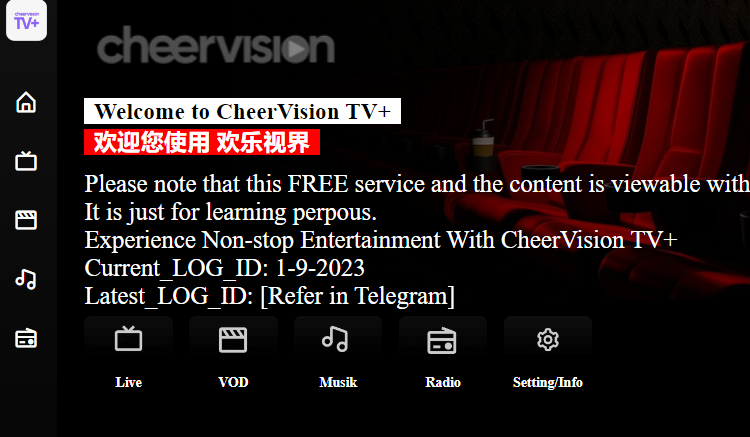 cheervision
TV+
cheervision
Welcome to CheerVision TV+
欢迎您使用 欢乐视界
Please note that this FREE service and the content is viewable with
It is just for learning perpous.
Experience Non-stop Entertainment With CheerVision TV+
Current_LOG_ID: 1-9-2023
Latest_LOG_ID: [Refer in Telegram]
Live VOD Musik Radio Setting/Info